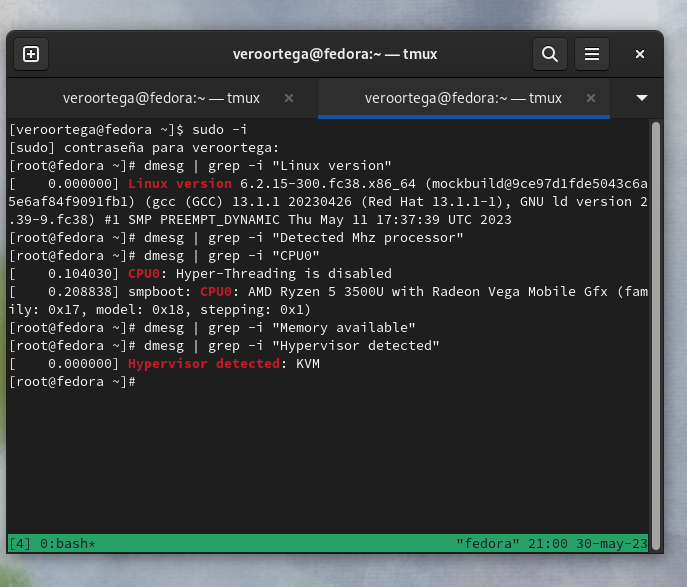 veroortega@fedora:~ — tmux
veroortega@fedora:~ — tmux
veroortega@fedora:~ — tmux
[veroortega@fedora ~]$ sudo -i
[sudo] contraseña para veroortega:
[root@fedora ~]# dmesg | grep -i "Linux version"
[    0.000000] Linux version 6.2.15-300.fc38.x86_64 (mockbuild@9ce97d1fde5043c6a
5e6af84f9091fb1) (gcc (GCC) 13.1.1 20230426 (Red Hat 13.1.1-1), GNU ld version 2
.39-9.fc38) #1 SMP PREEMPT_DYNAMIC Thu May 11 17:37:39 UTC 2023
[root@fedora ~]# dmesg | grep -i "Detected Mhz processor"
[root@fedora ~]# dmesg | grep -i "CPU0"
[    0.104030] CPU0: Hyper-Threading is disabled
[    0.208838] smpboot: CPU0: AMD Ryzen 5 3500U with Radeon Vega Mobile Gfx (fam
ily: 0x17, model: 0x18, stepping: 0x1)
[root@fedora ~]# dmesg | grep -i "Memory available"
[root@fedora ~]# dmesg | grep -i "Hypervisor detected"
[    0.000000] Hypervisor detected: KVM
[root@fedora ~]#
[4] 0:bash* "fedora" 21:00 30-may-23